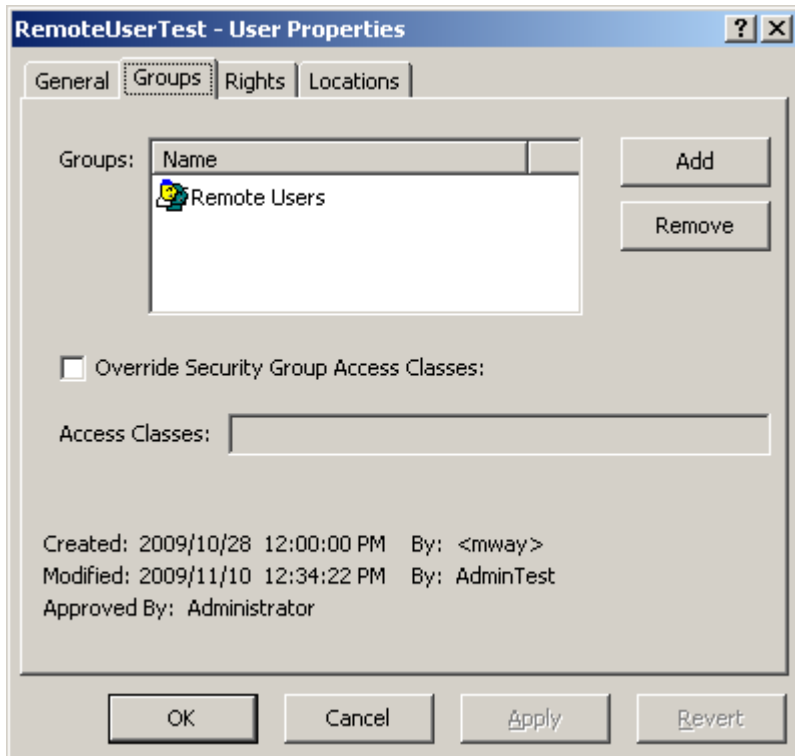 RemoteUserTest - User Properties
General Groups Rights Locations
Groups: Name Add
Remote Users
Remove
Override Security Group Access Classes:
Access Classes:
Created: 2009/10/28 12:00:00 PM By: <mway>
Modified: 2009/11/10 12:34:22 PM By: AdminTest
Approved By: Administrator
OK Cancel Apply Revert